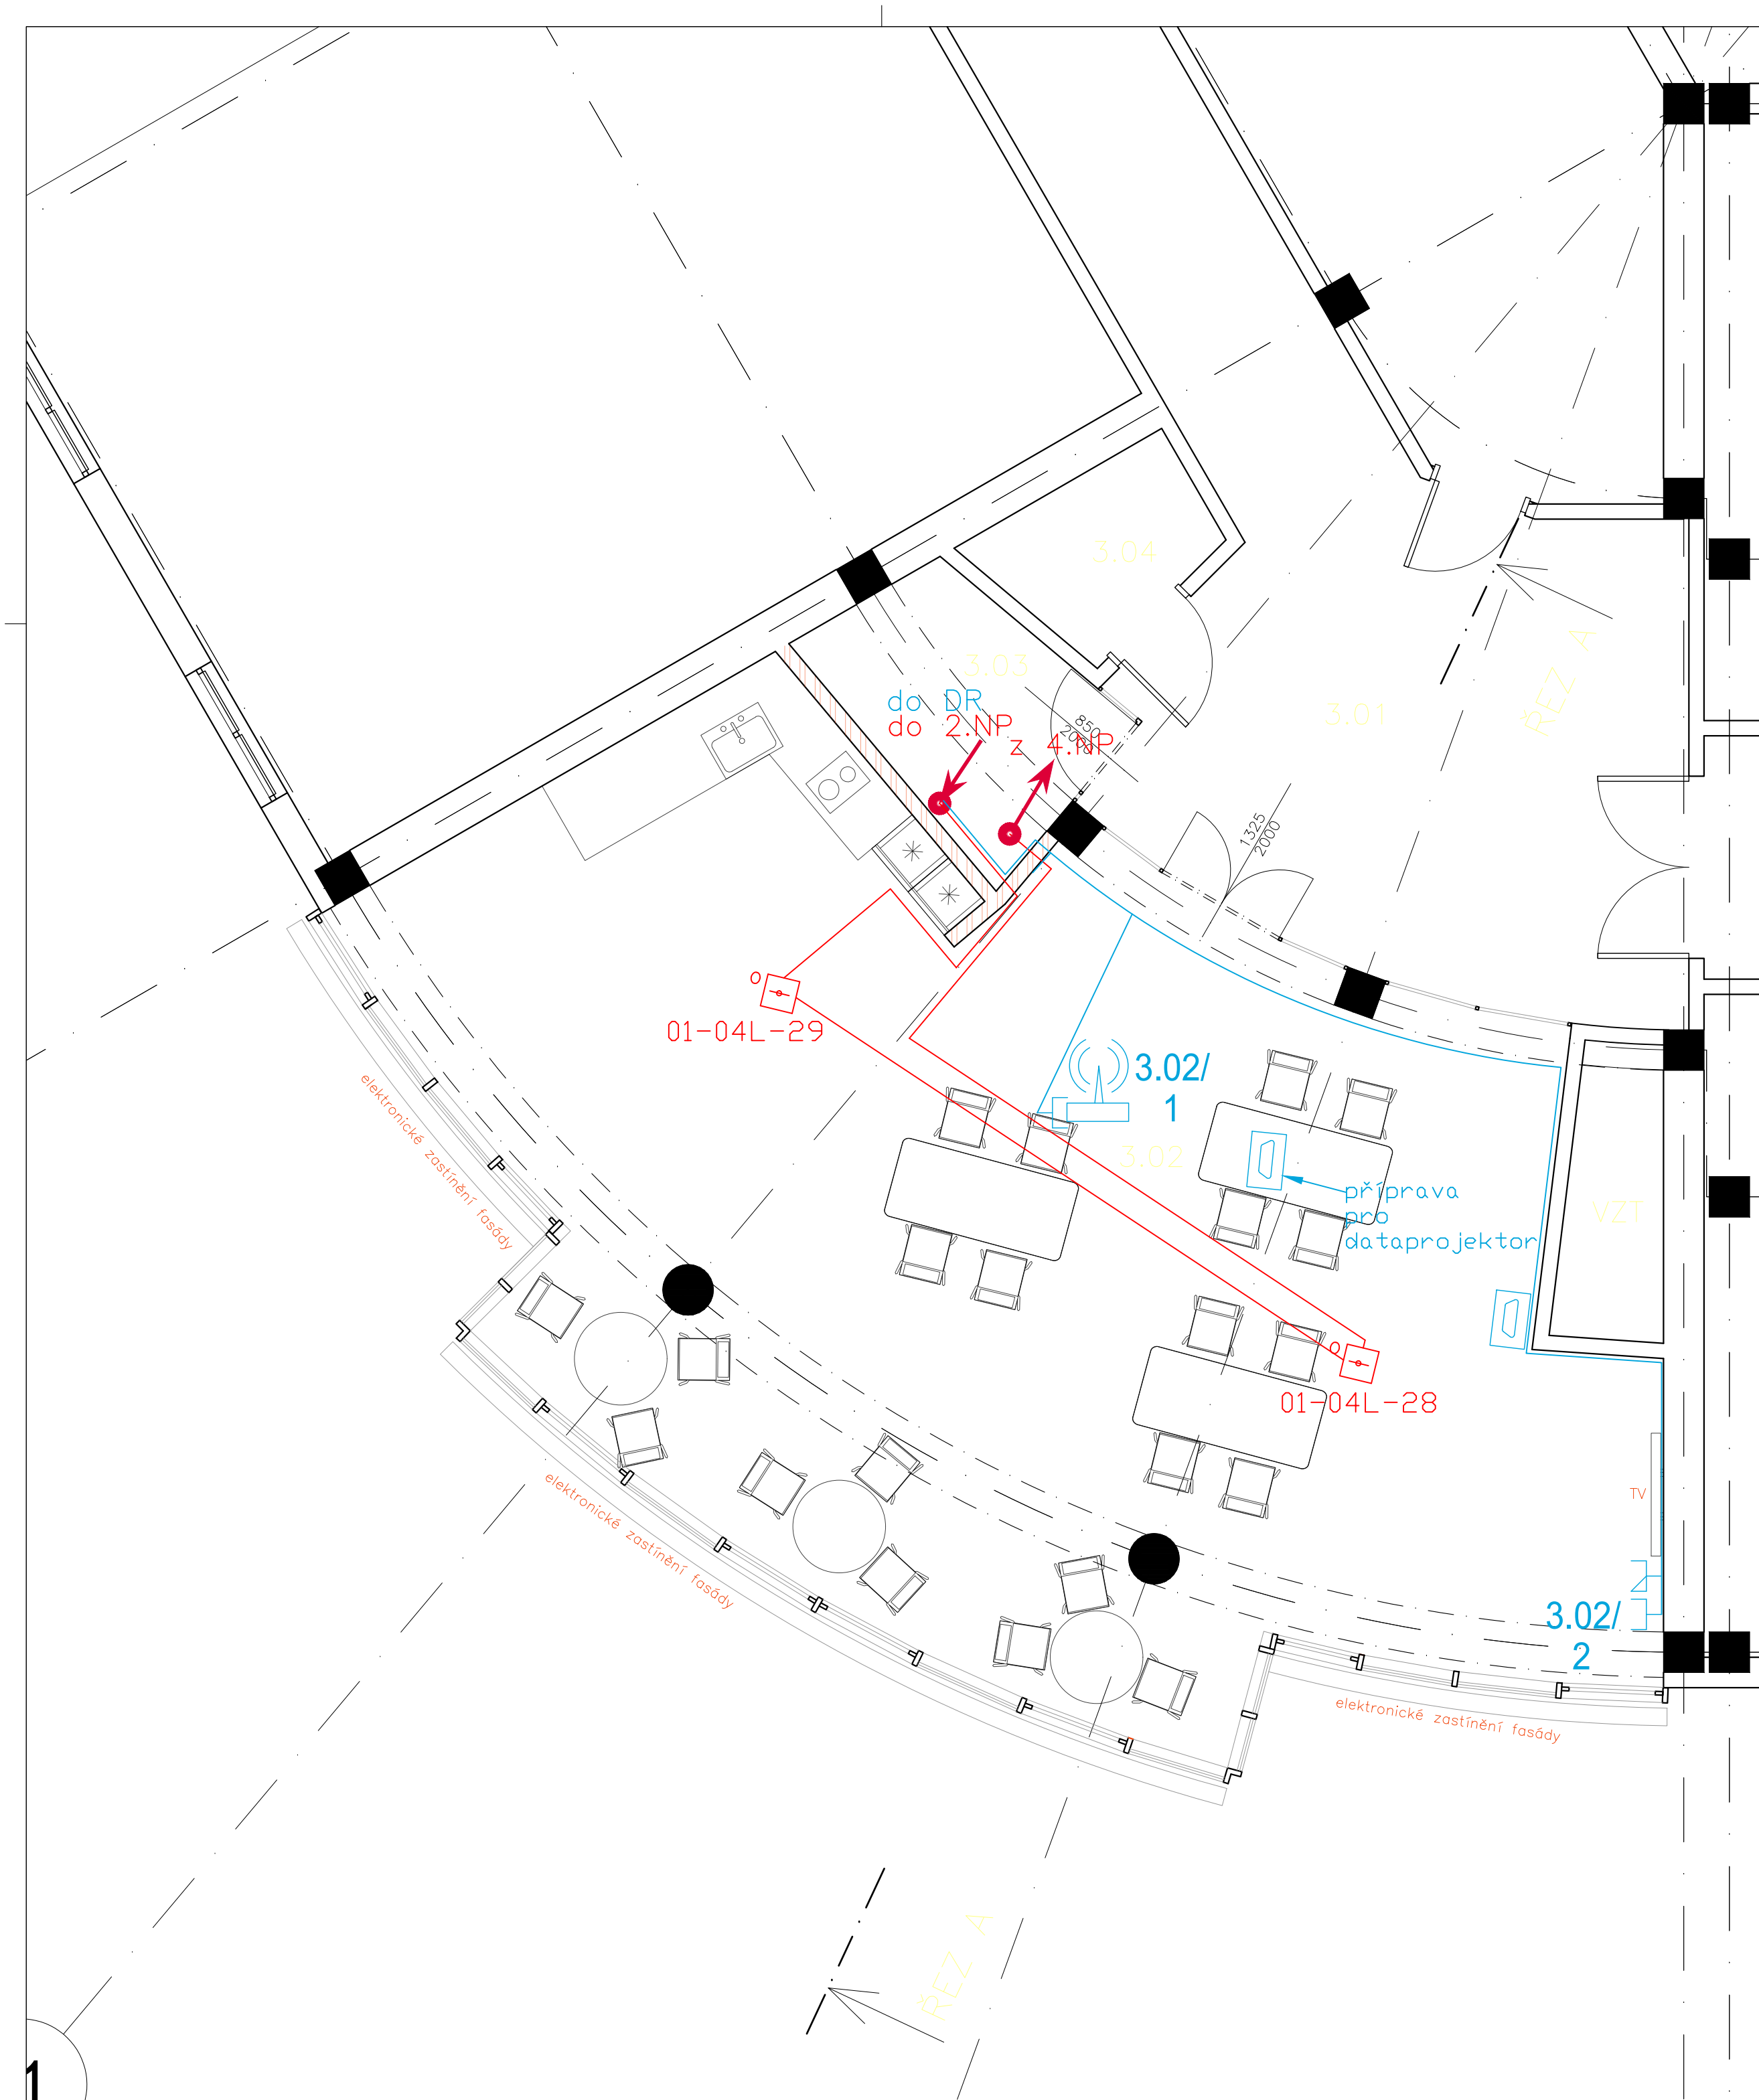 3.04
3.03
do DR
do 2.NP
z 4.NP
850
2000
3.01
ŘEZ A
1325
2000
01-04L-29
3.02/
1
3.02
příprava
pro
dataprojektor
VZT
elektronické zastínění fasády
01-04L-28
TV
elektronické zastínění fasády
3.02/
2
elektronické zastínění fasády
ŘEZ A
1